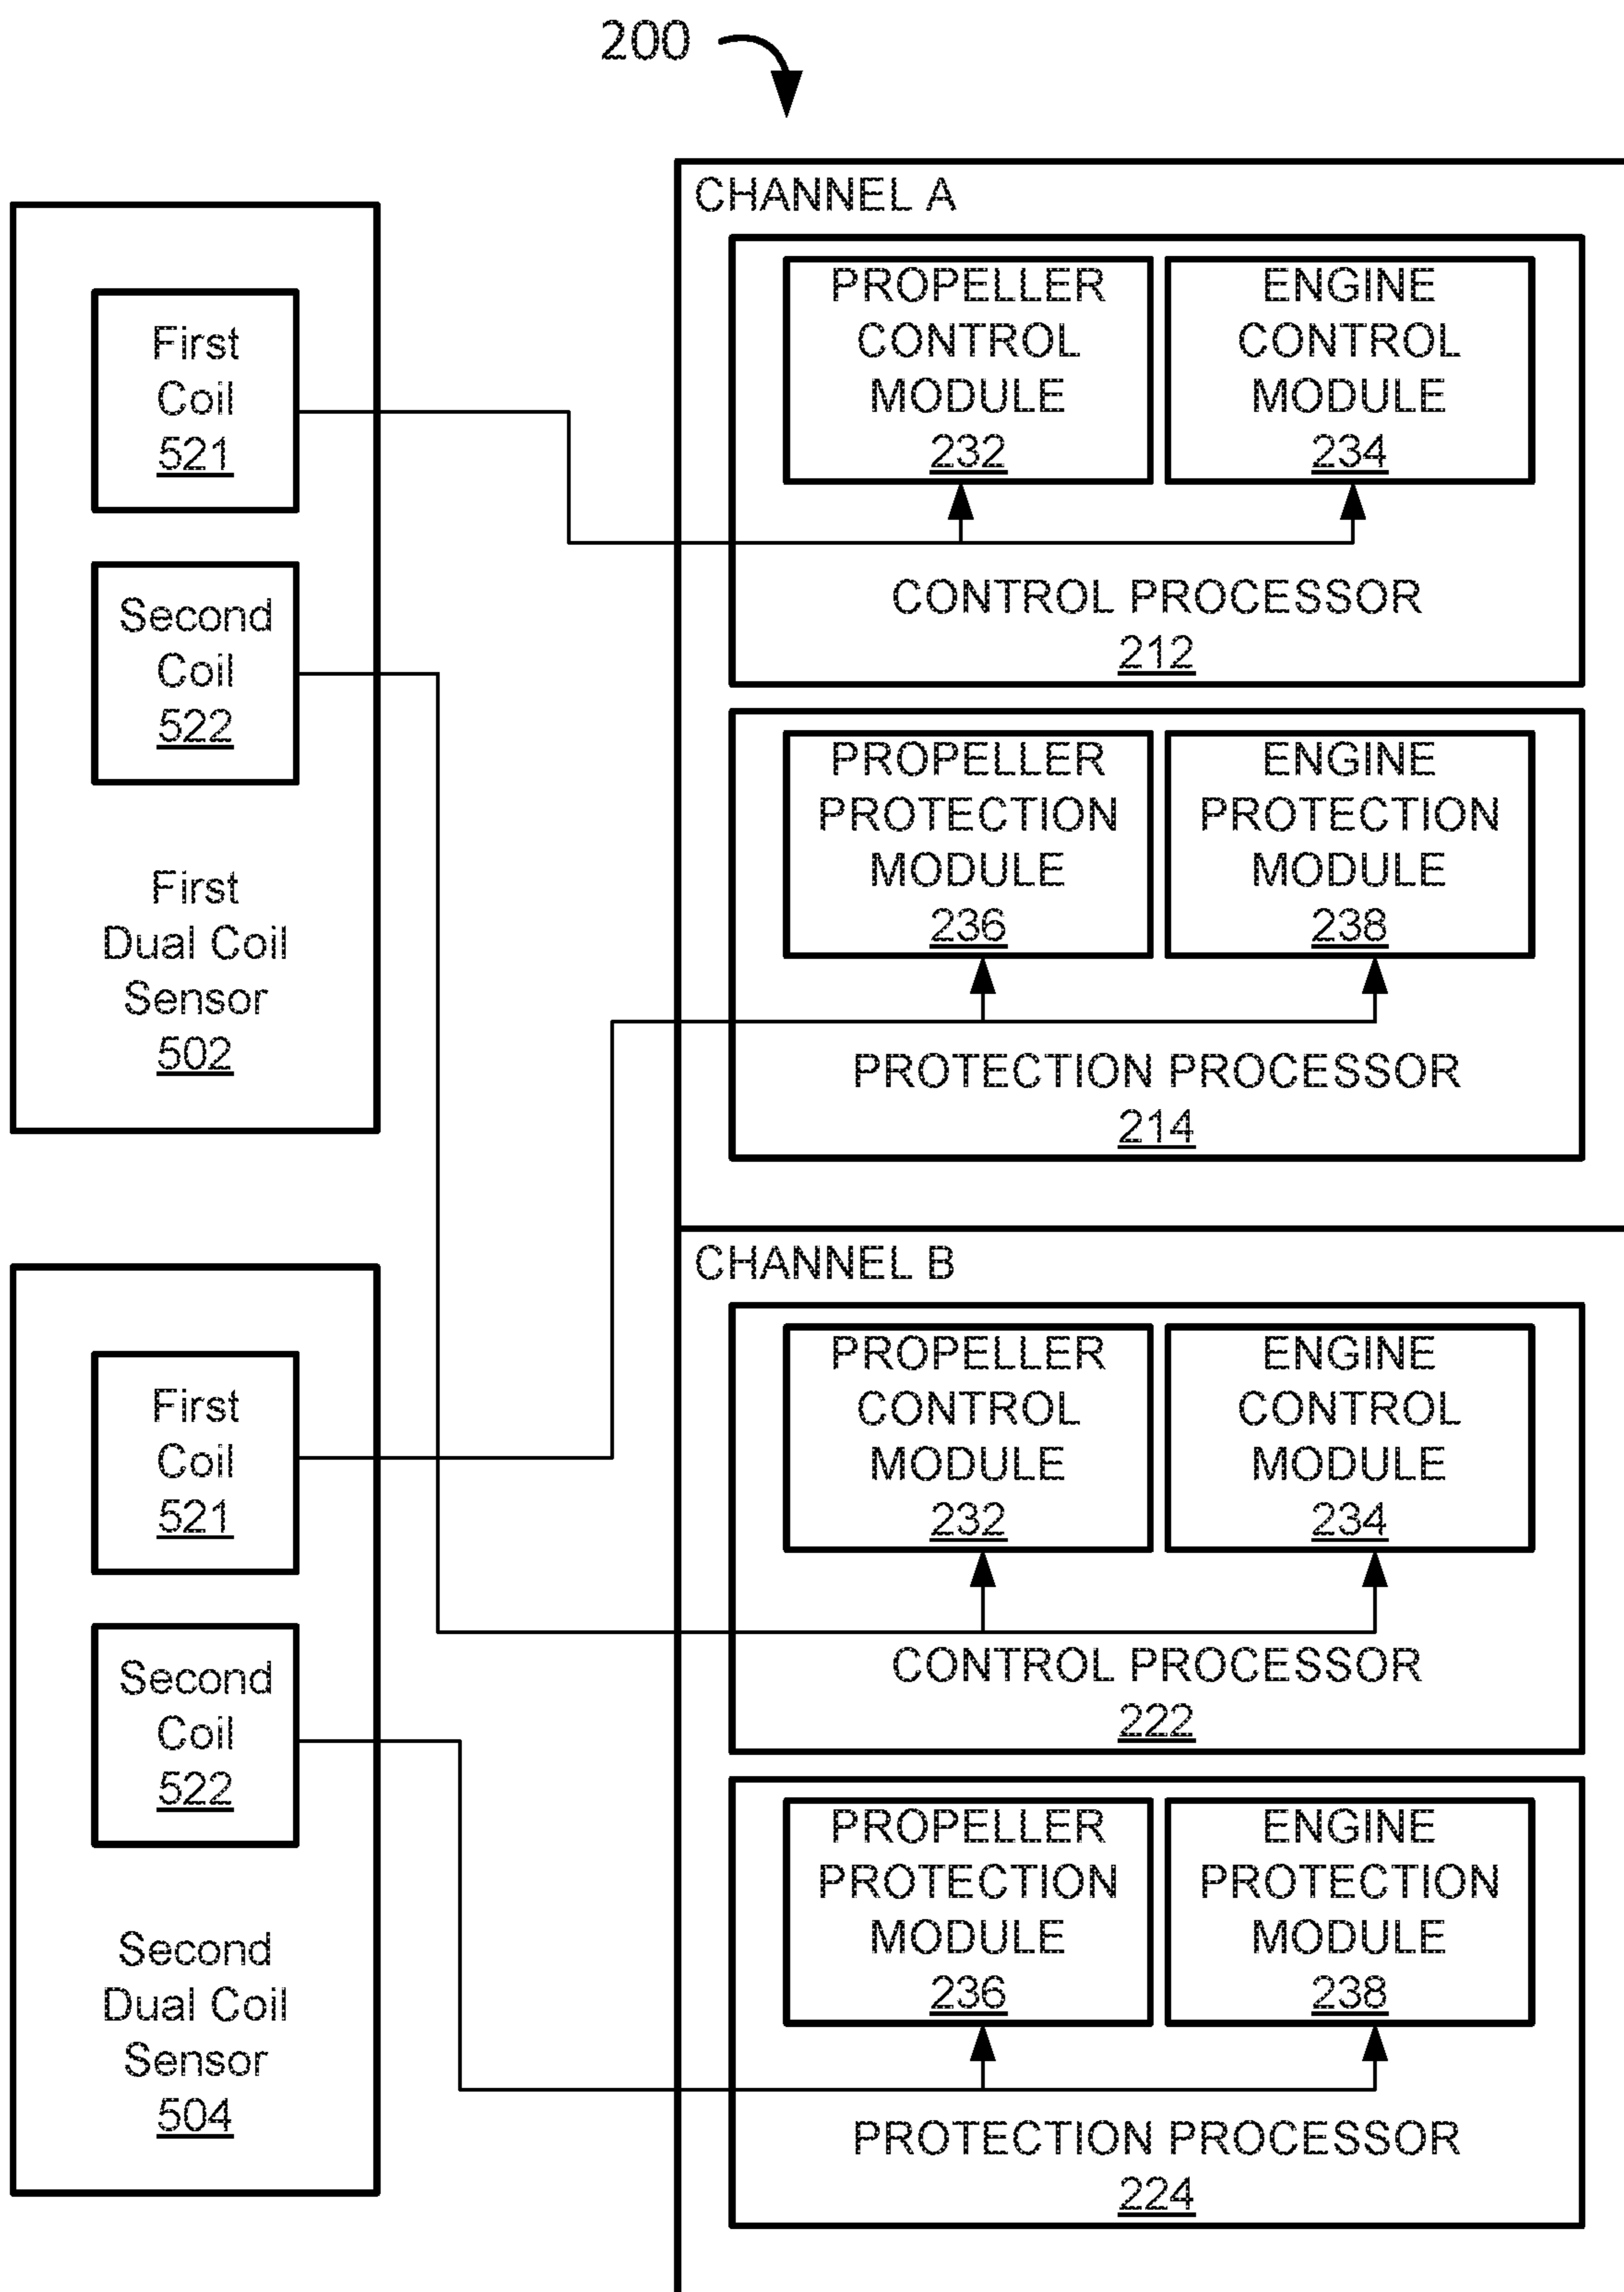 200
First
Coil
521
Second
Coil
522
First
Dual Coil
Sensor
502
First
Coil
521
Second
Coil
522
Second
Dual Coil
Sensor
504
CHANNEL A
PROPELLER
CONTROL
MODULE
232
ENGINE
CONTROL
MODULE
234
CONTROL PROCESSOR
212
PROPELLER
PROTECTION
MODULE
236
ENGINE
PROTECTION
MODULE
238
PROTECTION PROCESSOR
214
CHANNEL B
PROPELLER
CONTROL
MODULE
232
ENGINE
CONTROL
MODULE
234
CONTROL PROCESSOR
222
PROPELLER
PROTECTION
MODULE
236
ENGINE
PROTECTION
MODULE
238
PROTECTION PROCESSOR
224